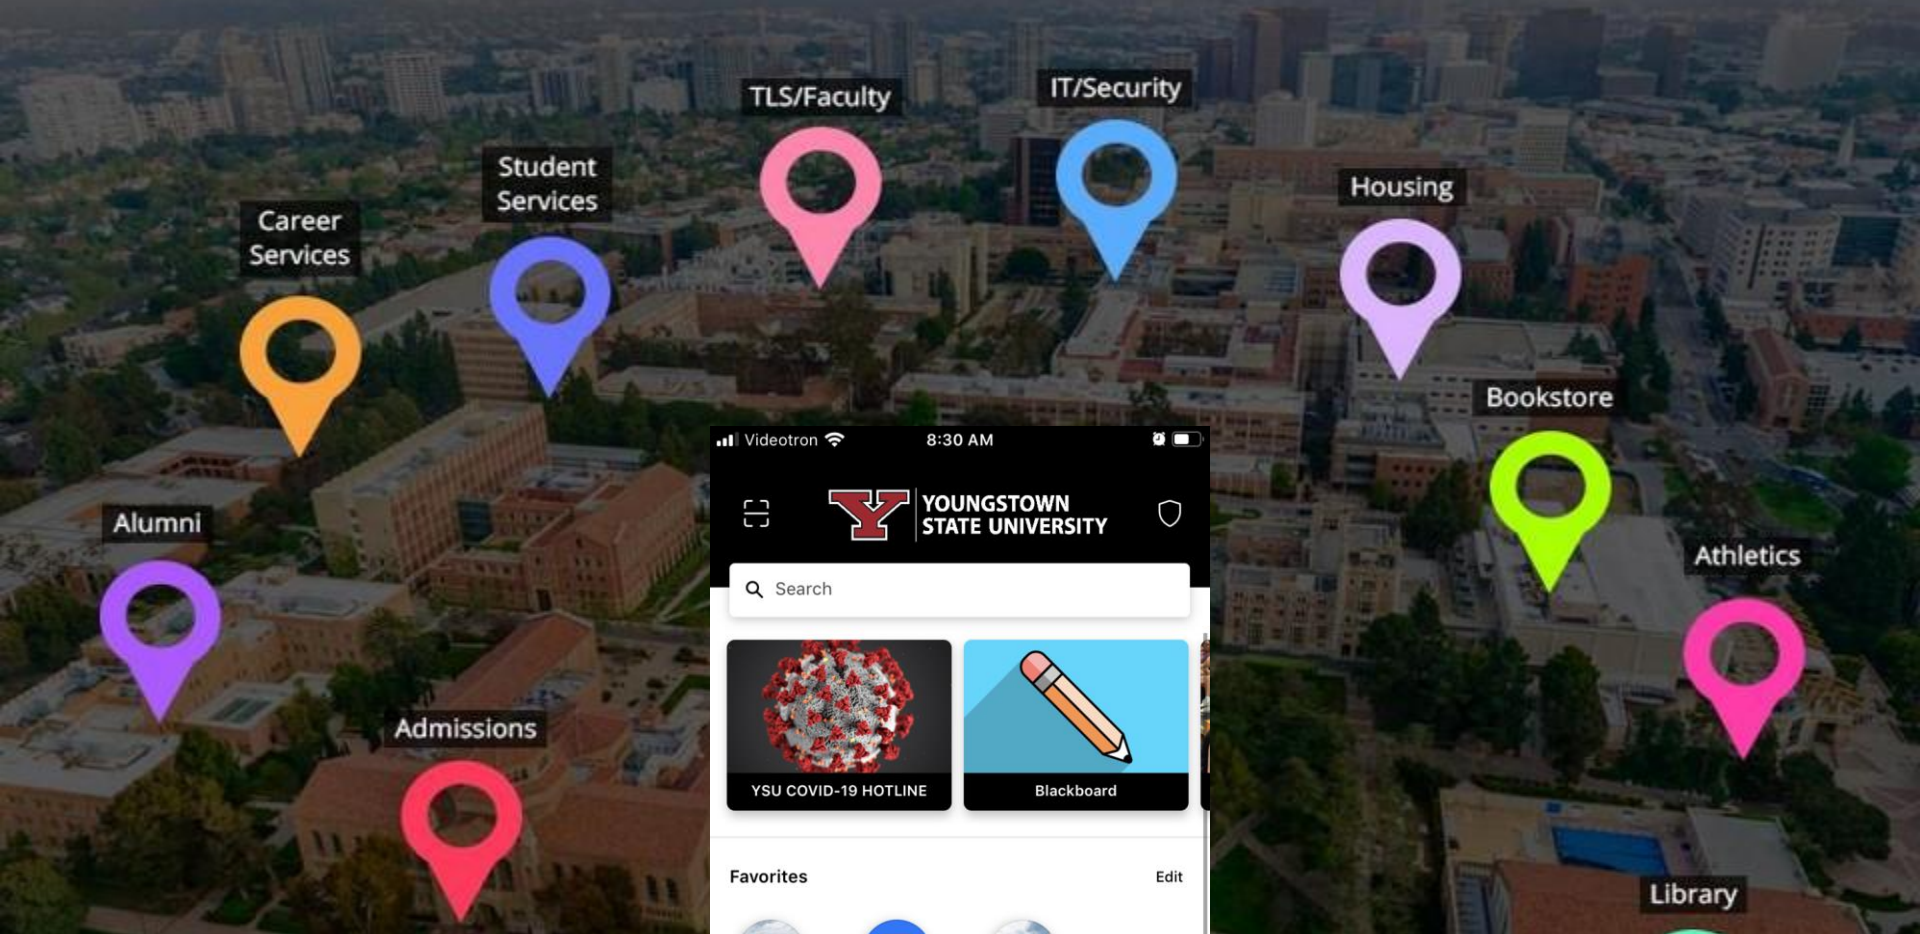 TLS/Faculty
IT/Security
Student
Services
Housing
Career
Services
Bookstore
Videotron
8:30 AM
YOUNGSTOWN
STATE UNIVERSITY
Alumni
Athletics
Search
Admissions
YSU COVID-19 HOTLINE
Blackboard
Favorites
Edit
Library